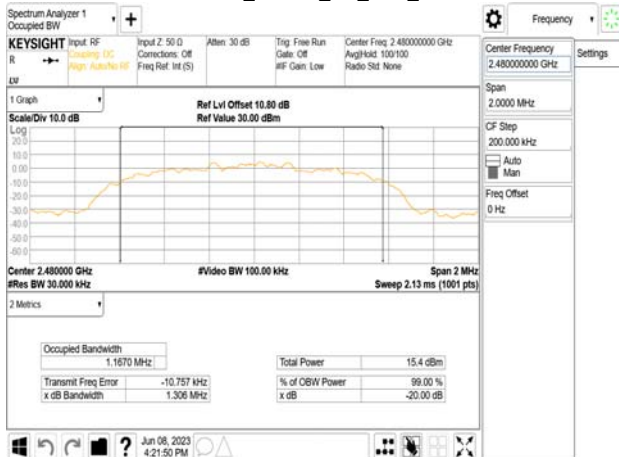 Spectrum Analyzer 1
Occupied BW
Frequency
KEYSIGHT
Input: RF
Coupling: DC
Align: Auto/No RF
Input Z: 50 Ω
Corrections: Off
Freq Ref: Int (S)
Atten: 30 dB
Trig: Free Run
Gate: Off
#IF Gain: Low
Center Freq: 2.480000000 GHz
Avg|Hold: 100/100
Radio Std: None
R
LXI
1 Graph
Scale/Div 10.0 dB
Ref Lvl Offset 10.80 dB
Ref Value 30.00 dBm
Log
20.0
10.0
0.00
-10.0
-20.0
-30.0
-40.0
-50.0
-60.0
Center 2.480000 GHz
#Res BW 30.000 kHz
#Video BW 100.00 kHz
Span 2 MHz
Sweep 2.13 ms (1001 pts)
2 Metrics
Occupied Bandwidth
1.1670 MHz
Transmit Freq Error -10.757 kHz
x dB Bandwidth 1.306 MHz
Total Power 15.4 dBm
% of OBW Power 99.00 %
x dB -20.00 dB
?
Jun 08, 2023
4:21:50 PM
Center Frequency
2.480000000 GHz
Settings
Span
2.0000 MHz
CF Step
200.000 kHz
Auto
Man
Freq Offset
0 Hz